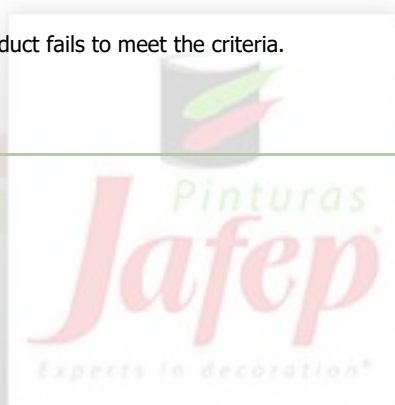 duct fails to meet the criteria.
Pinturas
Jafep
Experts in decoration®